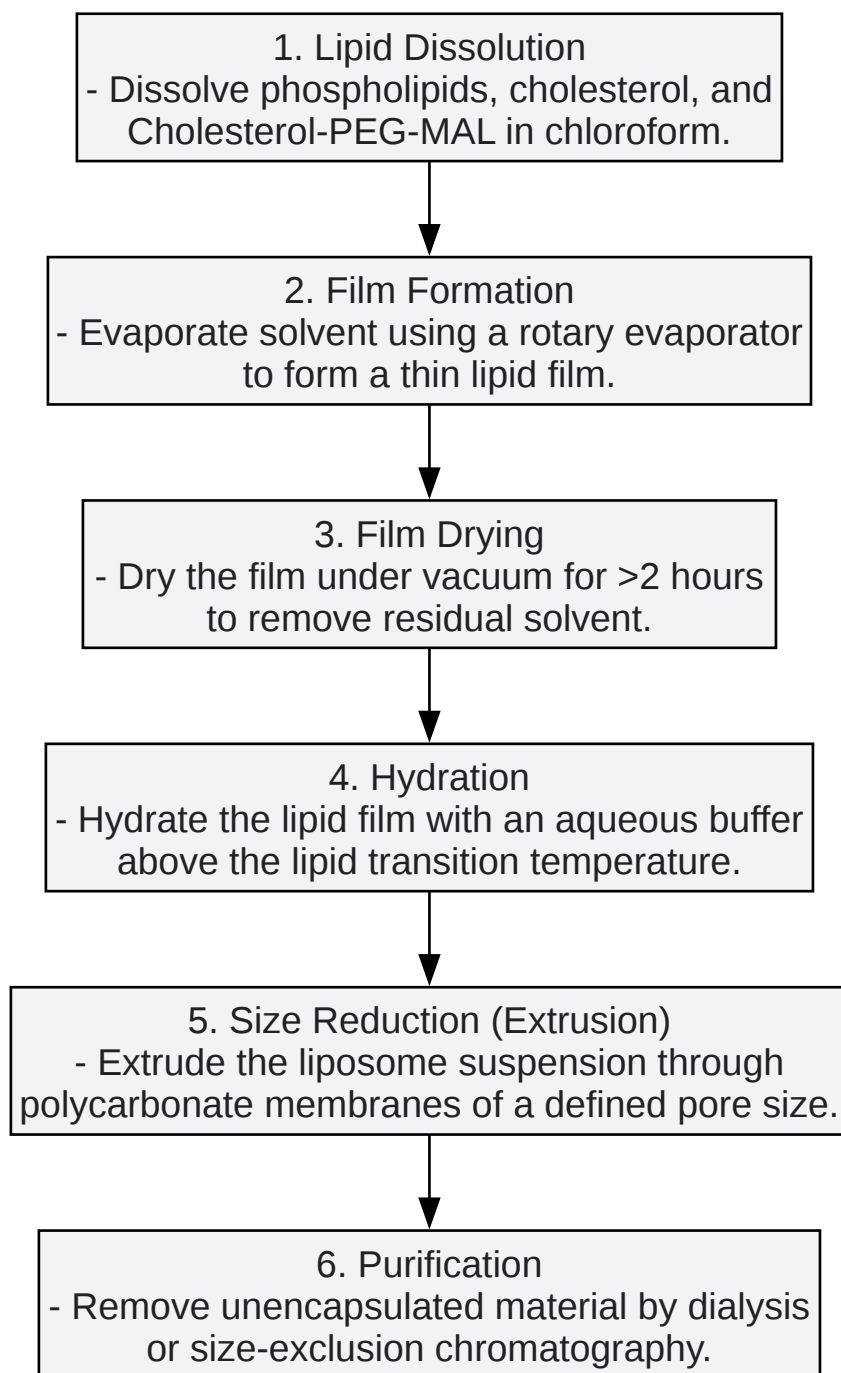 1. Lipid Dissolution
- Dissolve phospholipids, cholesterol, and
Cholesterol-PEG-MAL in chloroform.
2. Film Formation
- Evaporate solvent using a rotary evaporator
to form a thin lipid film.
3. Film Drying
- Dry the film under vacuum for >2 hours
to remove residual solvent.
4. Hydration
- Hydrate the lipid film with an aqueous buffer
above the lipid transition temperature.
5. Size Reduction (Extrusion)
- Extrude the liposome suspension through
polycarbonate membranes of a defined pore size.
6. Purification
- Remove unencapsulated material by dialysis
or size-exclusion chromatography.